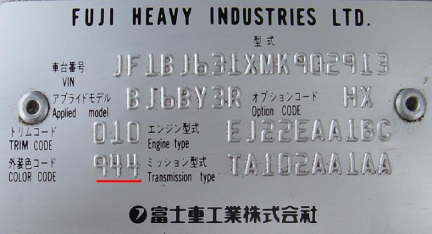 FUJI HEAVY INDUSTRIES LTD.
型式
車台番号 JF1BJ631XMK902913
VIN
アプライドモデル BJ6BY3R オプションコード HX
Applied model OPTION CODE
トリムコード 010 エンジン型式 EJ22EAA1BC
TRIM CODE Engine type
外装色コード 944 ミッション型式 TA102AA1AA
COLOR CODE Transmission type
富士重工業株式会社